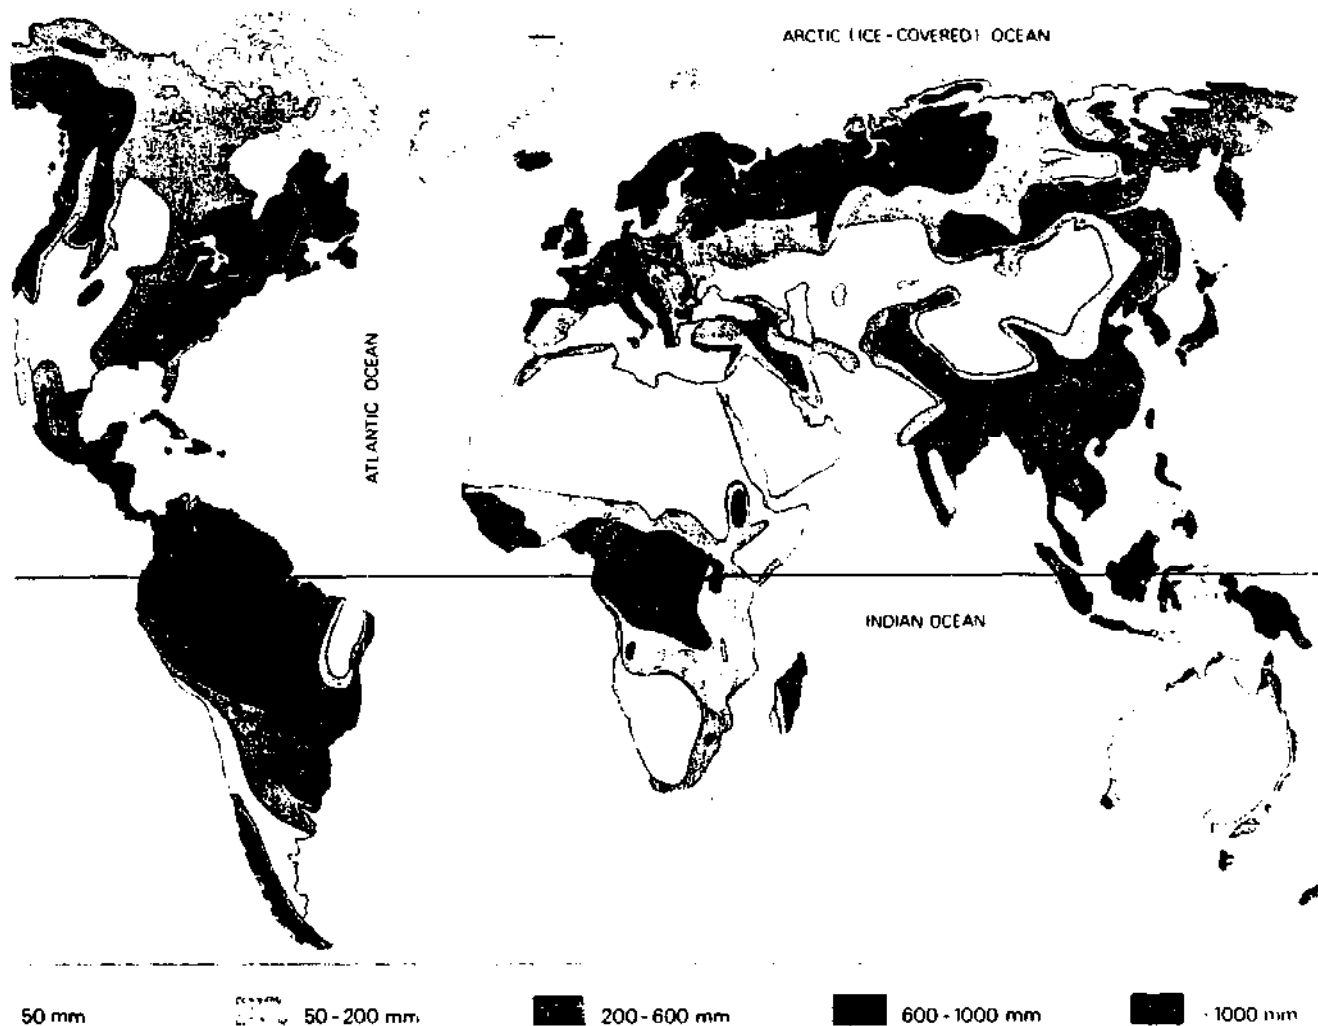 ARCTIC (ICE-COVERED) OCEAN
ATLANTIC OCEAN
INDIAN OCEAN
50 mm
50-200 mm
200-600 mm
600-1000 mm
1000 mm